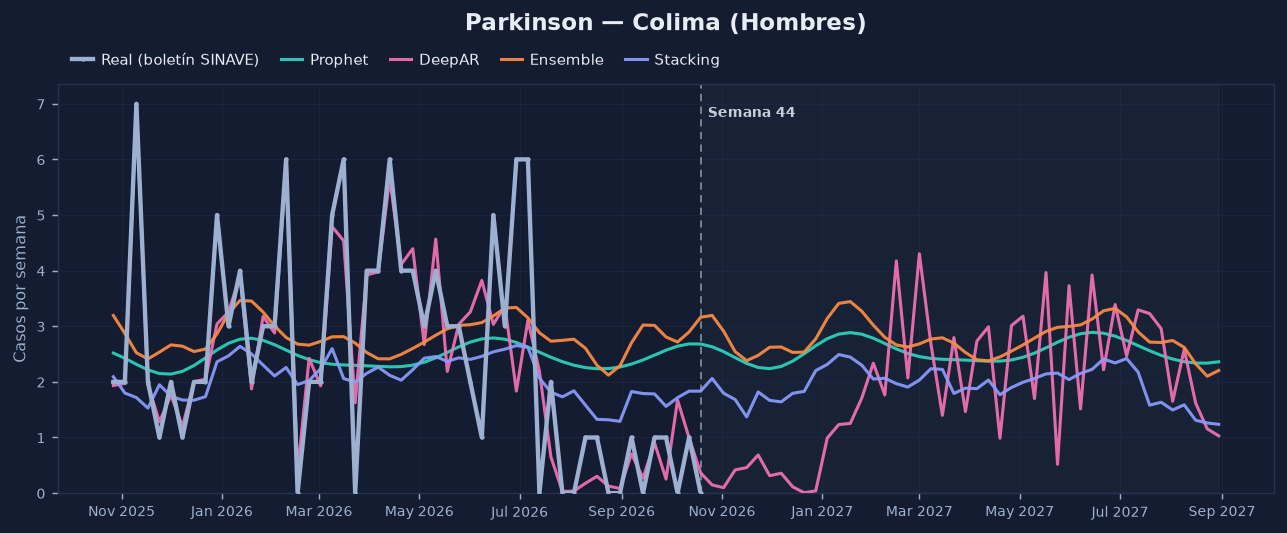 Parkinson — Colima (Hombres)
Real (boletín SINAVE) Prophet DeepAR Ensemble Stacking
Semana 44
Casos por semana
7
6
5
4
3
2
1
0
Nov 2025 Jan 2026 Mar 2026 May 2026 Jul 2026 Sep 2026 Nov 2026 Jan 2027 Mar 2027 May 2027 Jul 2027 Sep 2027